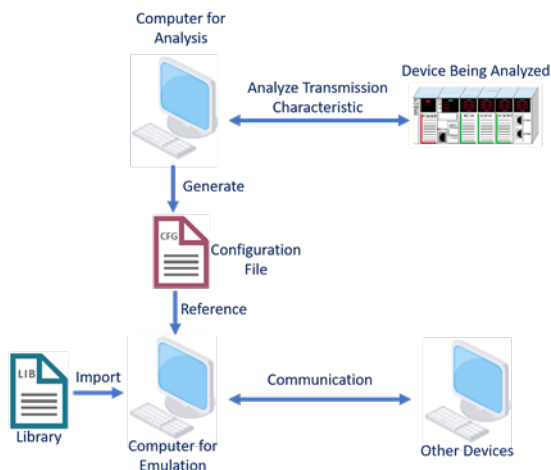 Computer for
Analysis
Analyze Transmission
Characteristic
Device Being Analyzed
Generate
CFG
Configuration
File
Reference
LIB
Import
Library
Communication
Computer for
Emulation
Other Devices